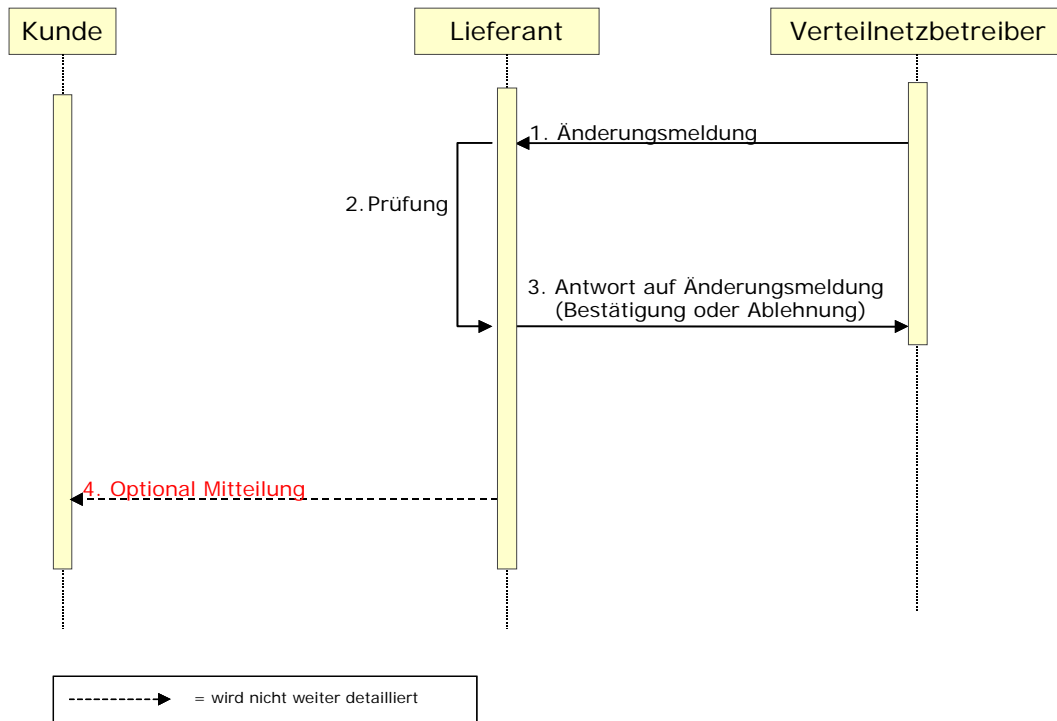 Kunde
Lieferant
Verteilnetzbetreiber
1. Änderungsmeldung
2. Prüfung
3. Antwort auf Änderungsmeldung
(Bestätigung oder Ablehnung)
4. Optional Mitteilung
= wird nicht weiter detailliert